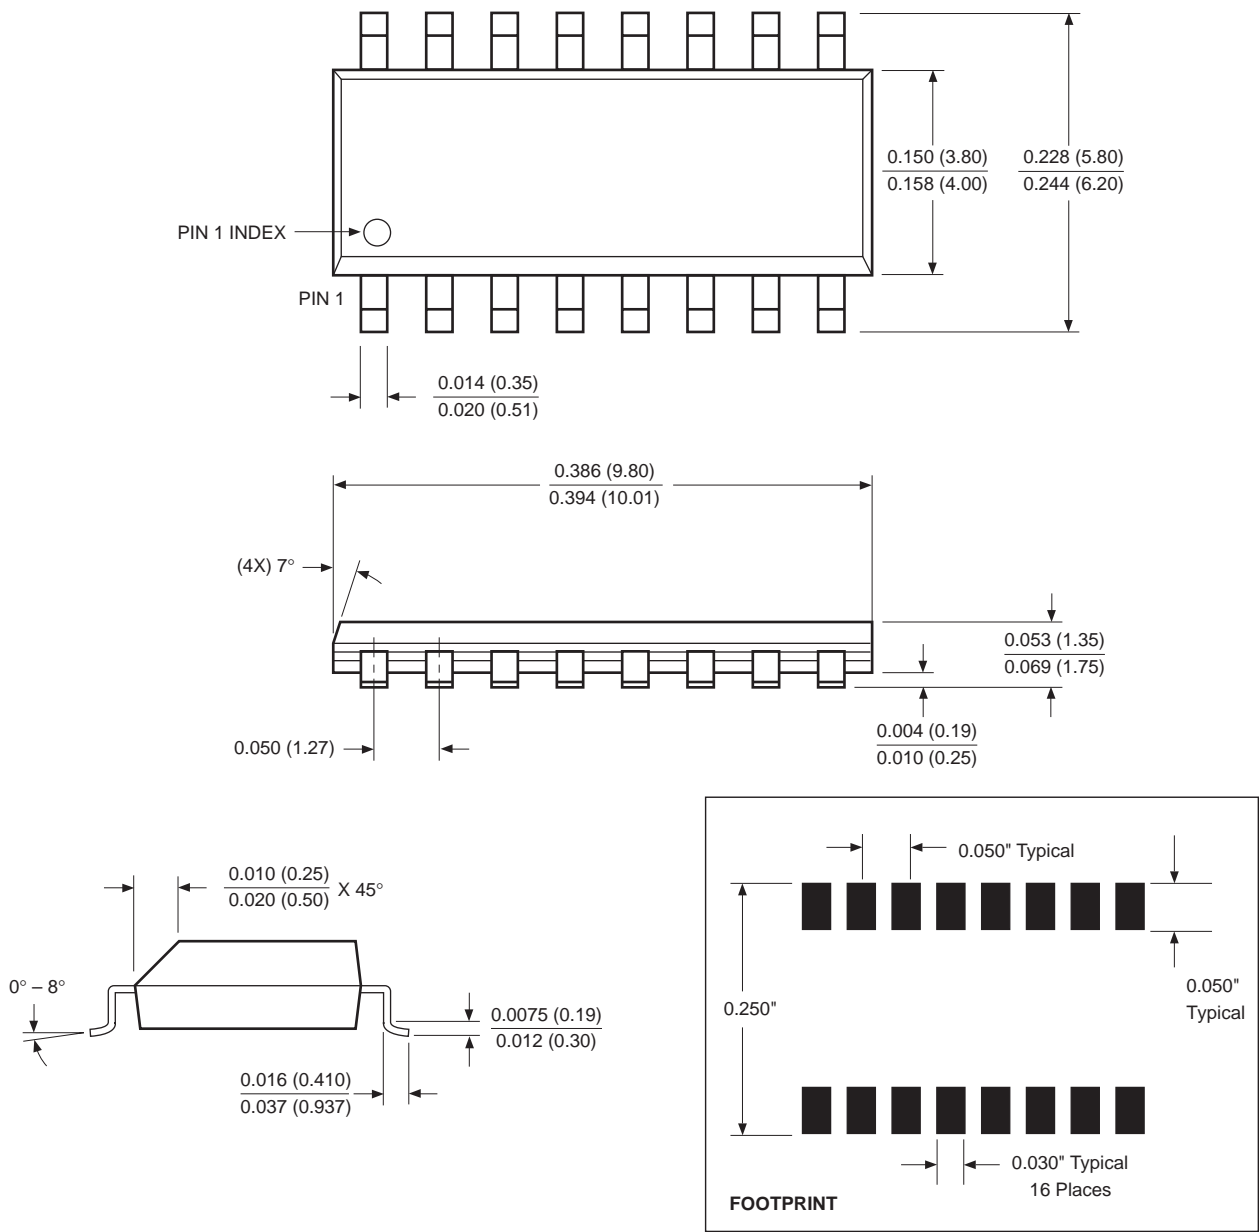 0.150 (3.80)
0.158 (4.00)
0.228 (5.80)
0.244 (6.20)
PIN 1 INDEX
PIN 1
0.014 (0.35)
0.020 (0.51)
0.386 (9.80)
0.394 (10.01)
(4X) 7°
0.053 (1.35)
0.069 (1.75)
0.050 (1.27)
0.004 (0.19)
0.010 (0.25)
0.010 (0.25)
0.020 (0.50)
X 45°
0° – 8°
0.0075 (0.19)
0.012 (0.30)
0.016 (0.410)
0.037 (0.937)
0.050" Typical
0.250"
0.050"
Typical
0.030" Typical
16 Places
FOOTPRINT